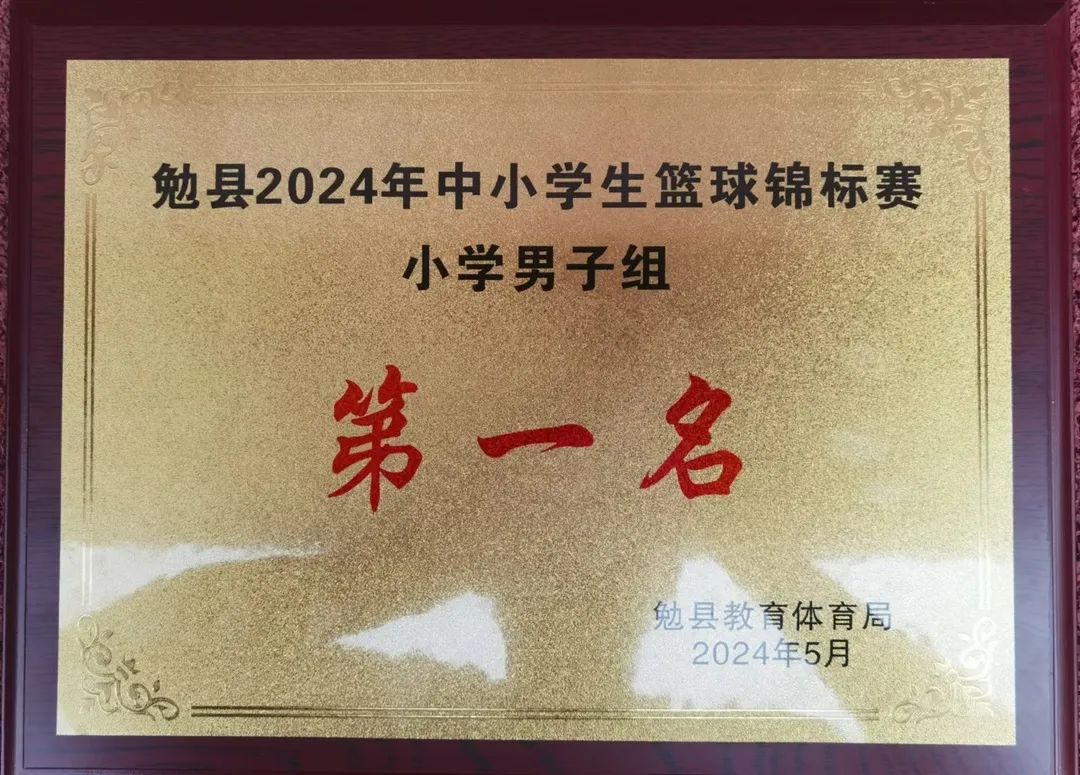 勉县2024年中小学生篮球锦标赛
小学男子组
第一名
勉县教育体育局
2024年5月